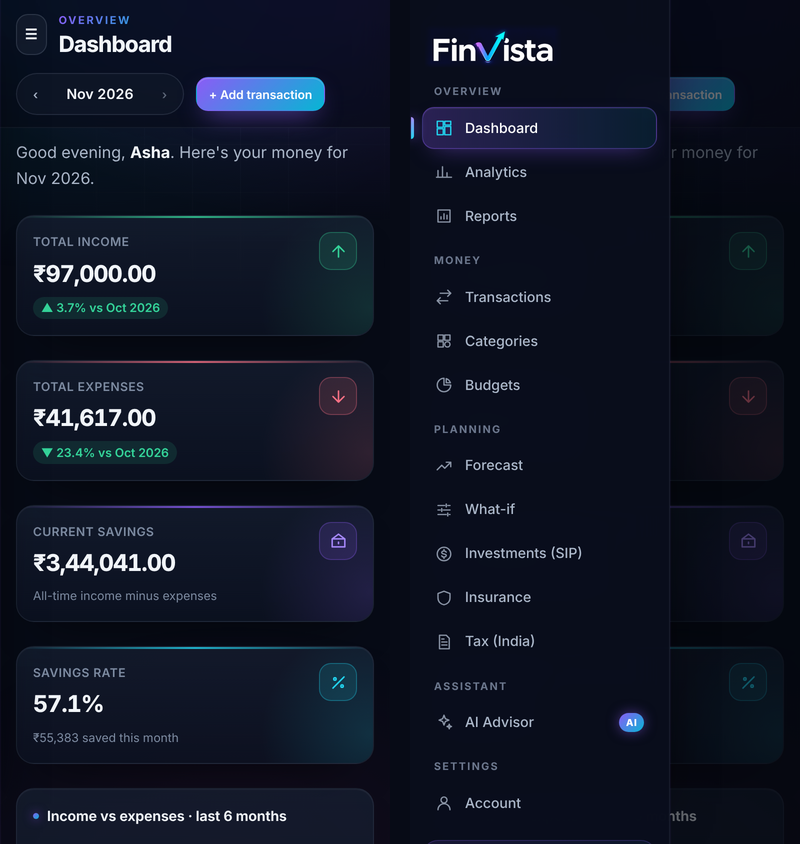 ☰
OVERVIEW
Dashboard
‹ Nov 2026 ›
+ Add transaction
Good evening, Asha. Here's your money for
Nov 2026.
TOTAL INCOME
₹97,000.00
▲ 3.7% vs Oct 2026
TOTAL EXPENSES
₹41,617.00
▼ 23.4% vs Oct 2026
CURRENT SAVINGS
₹3,44,041.00
All-time income minus expenses
SAVINGS RATE
57.1%
₹55,383 saved this month
Income vs expenses · last 6 months
FinVista
OVERVIEW
Dashboard
Analytics
Reports
MONEY
Transactions
Categories
Budgets
PLANNING
Forecast
What-if
Investments (SIP)
Insurance
Tax (India)
ASSISTANT
AI Advisor
AI
SETTINGS
Account
nsaction
r money for
nths